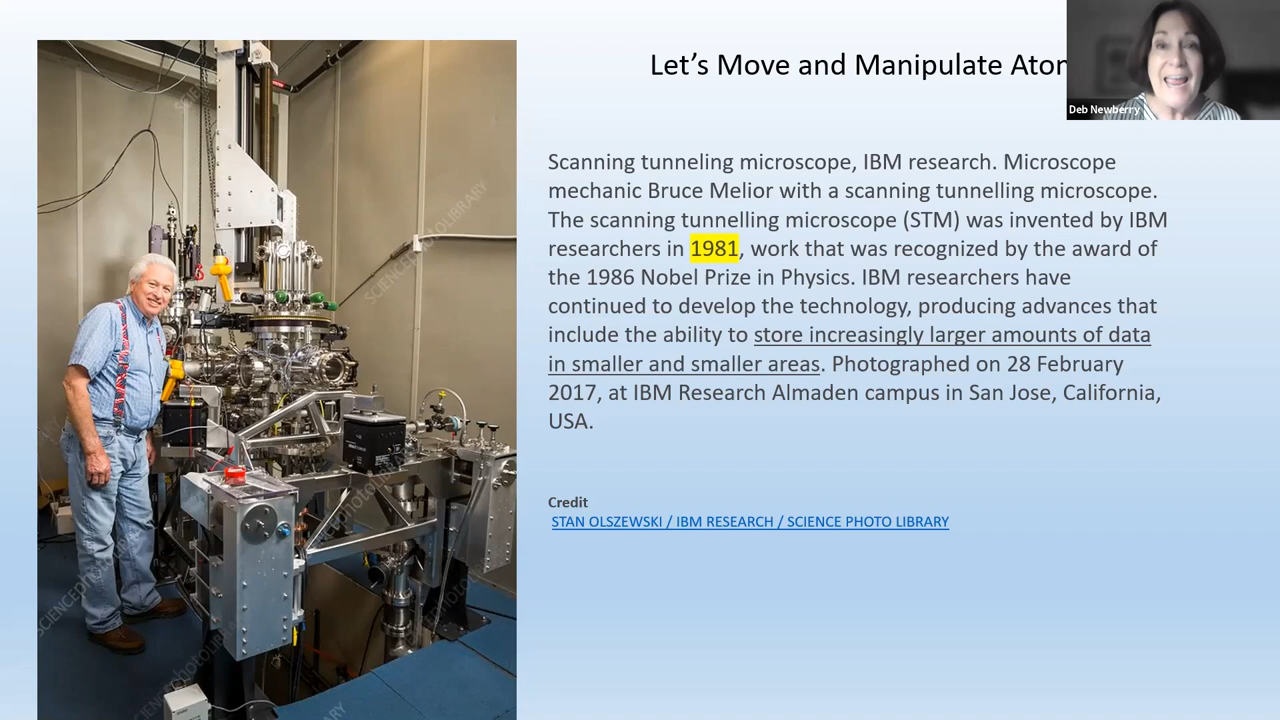 Let's Move and Manipulate
Deb Newberry
Scanning tunneling microscope, IBM research. Microscope
mechanic Bruce Melior with a scanning tunnelling microscope.
The scanning tunnelling microscope (STM) was invented by IBM
researchers in 1981, work that was recognized by the award of
the 1986 Nobel Prize in Physics. IBM researchers have
continued to develop the technology, producing advances that
include the ability to store increasingly larger amounts of data
in smaller and smaller areas. Photographed on 28 February
2017, at IBM Research Almaden campus in San Jose, California,
USA.
Credit
STAN OLSZEWSKI / IBM RESEARCH / SCIENCE PHOTO LIBRARY
SCIENCEPHOTOLIBRARY